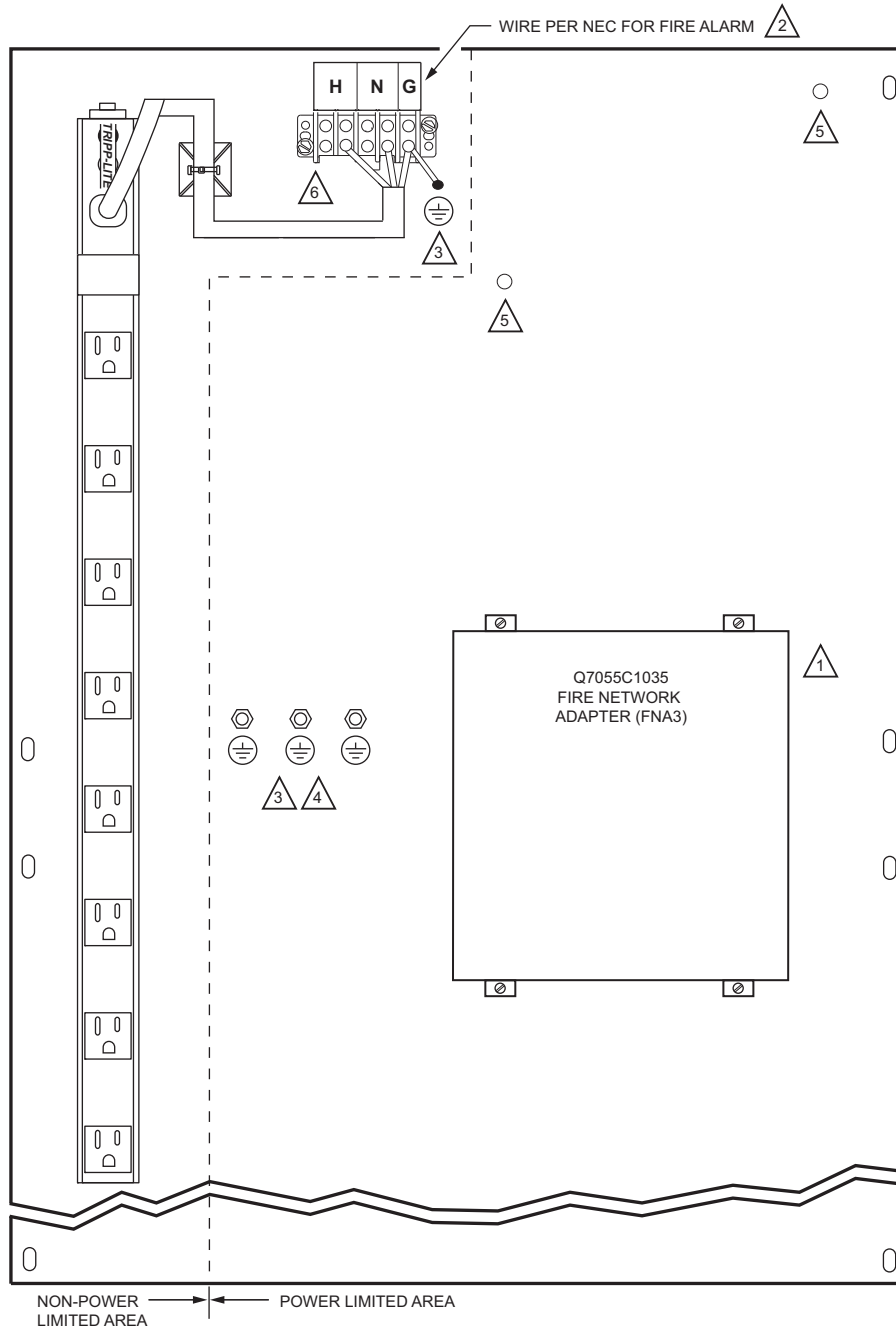 WIRE PER NEC FOR FIRE ALARM 2
H N G
TRIPP-LITE
5
6
3
5
1
Q7055C1035
FIRE NETWORK
ADAPTER (FNA3)
3 4
NON-POWER
LIMITED AREA
POWER LIMITED AREA